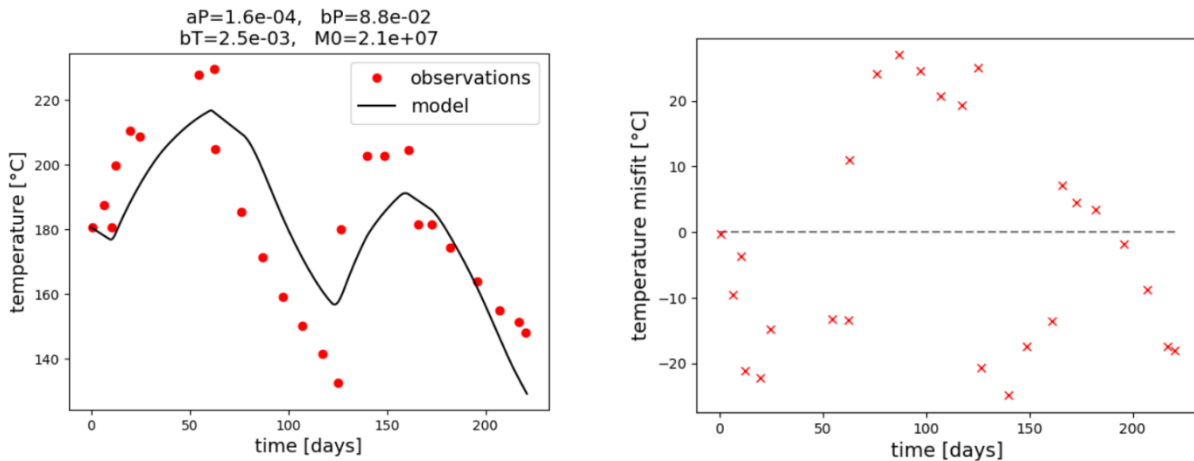 aP=1.6e-04,   bP=8.8e-02
bT=2.5e-03,   M0=2.1e+07
observations
model
temperature [°C]
220
200
180
160
140
0
50
100
150
200
time [days]
temperature misfit [°C]
20
10
0
−10
−20
0
50
100
150
200
time [days]